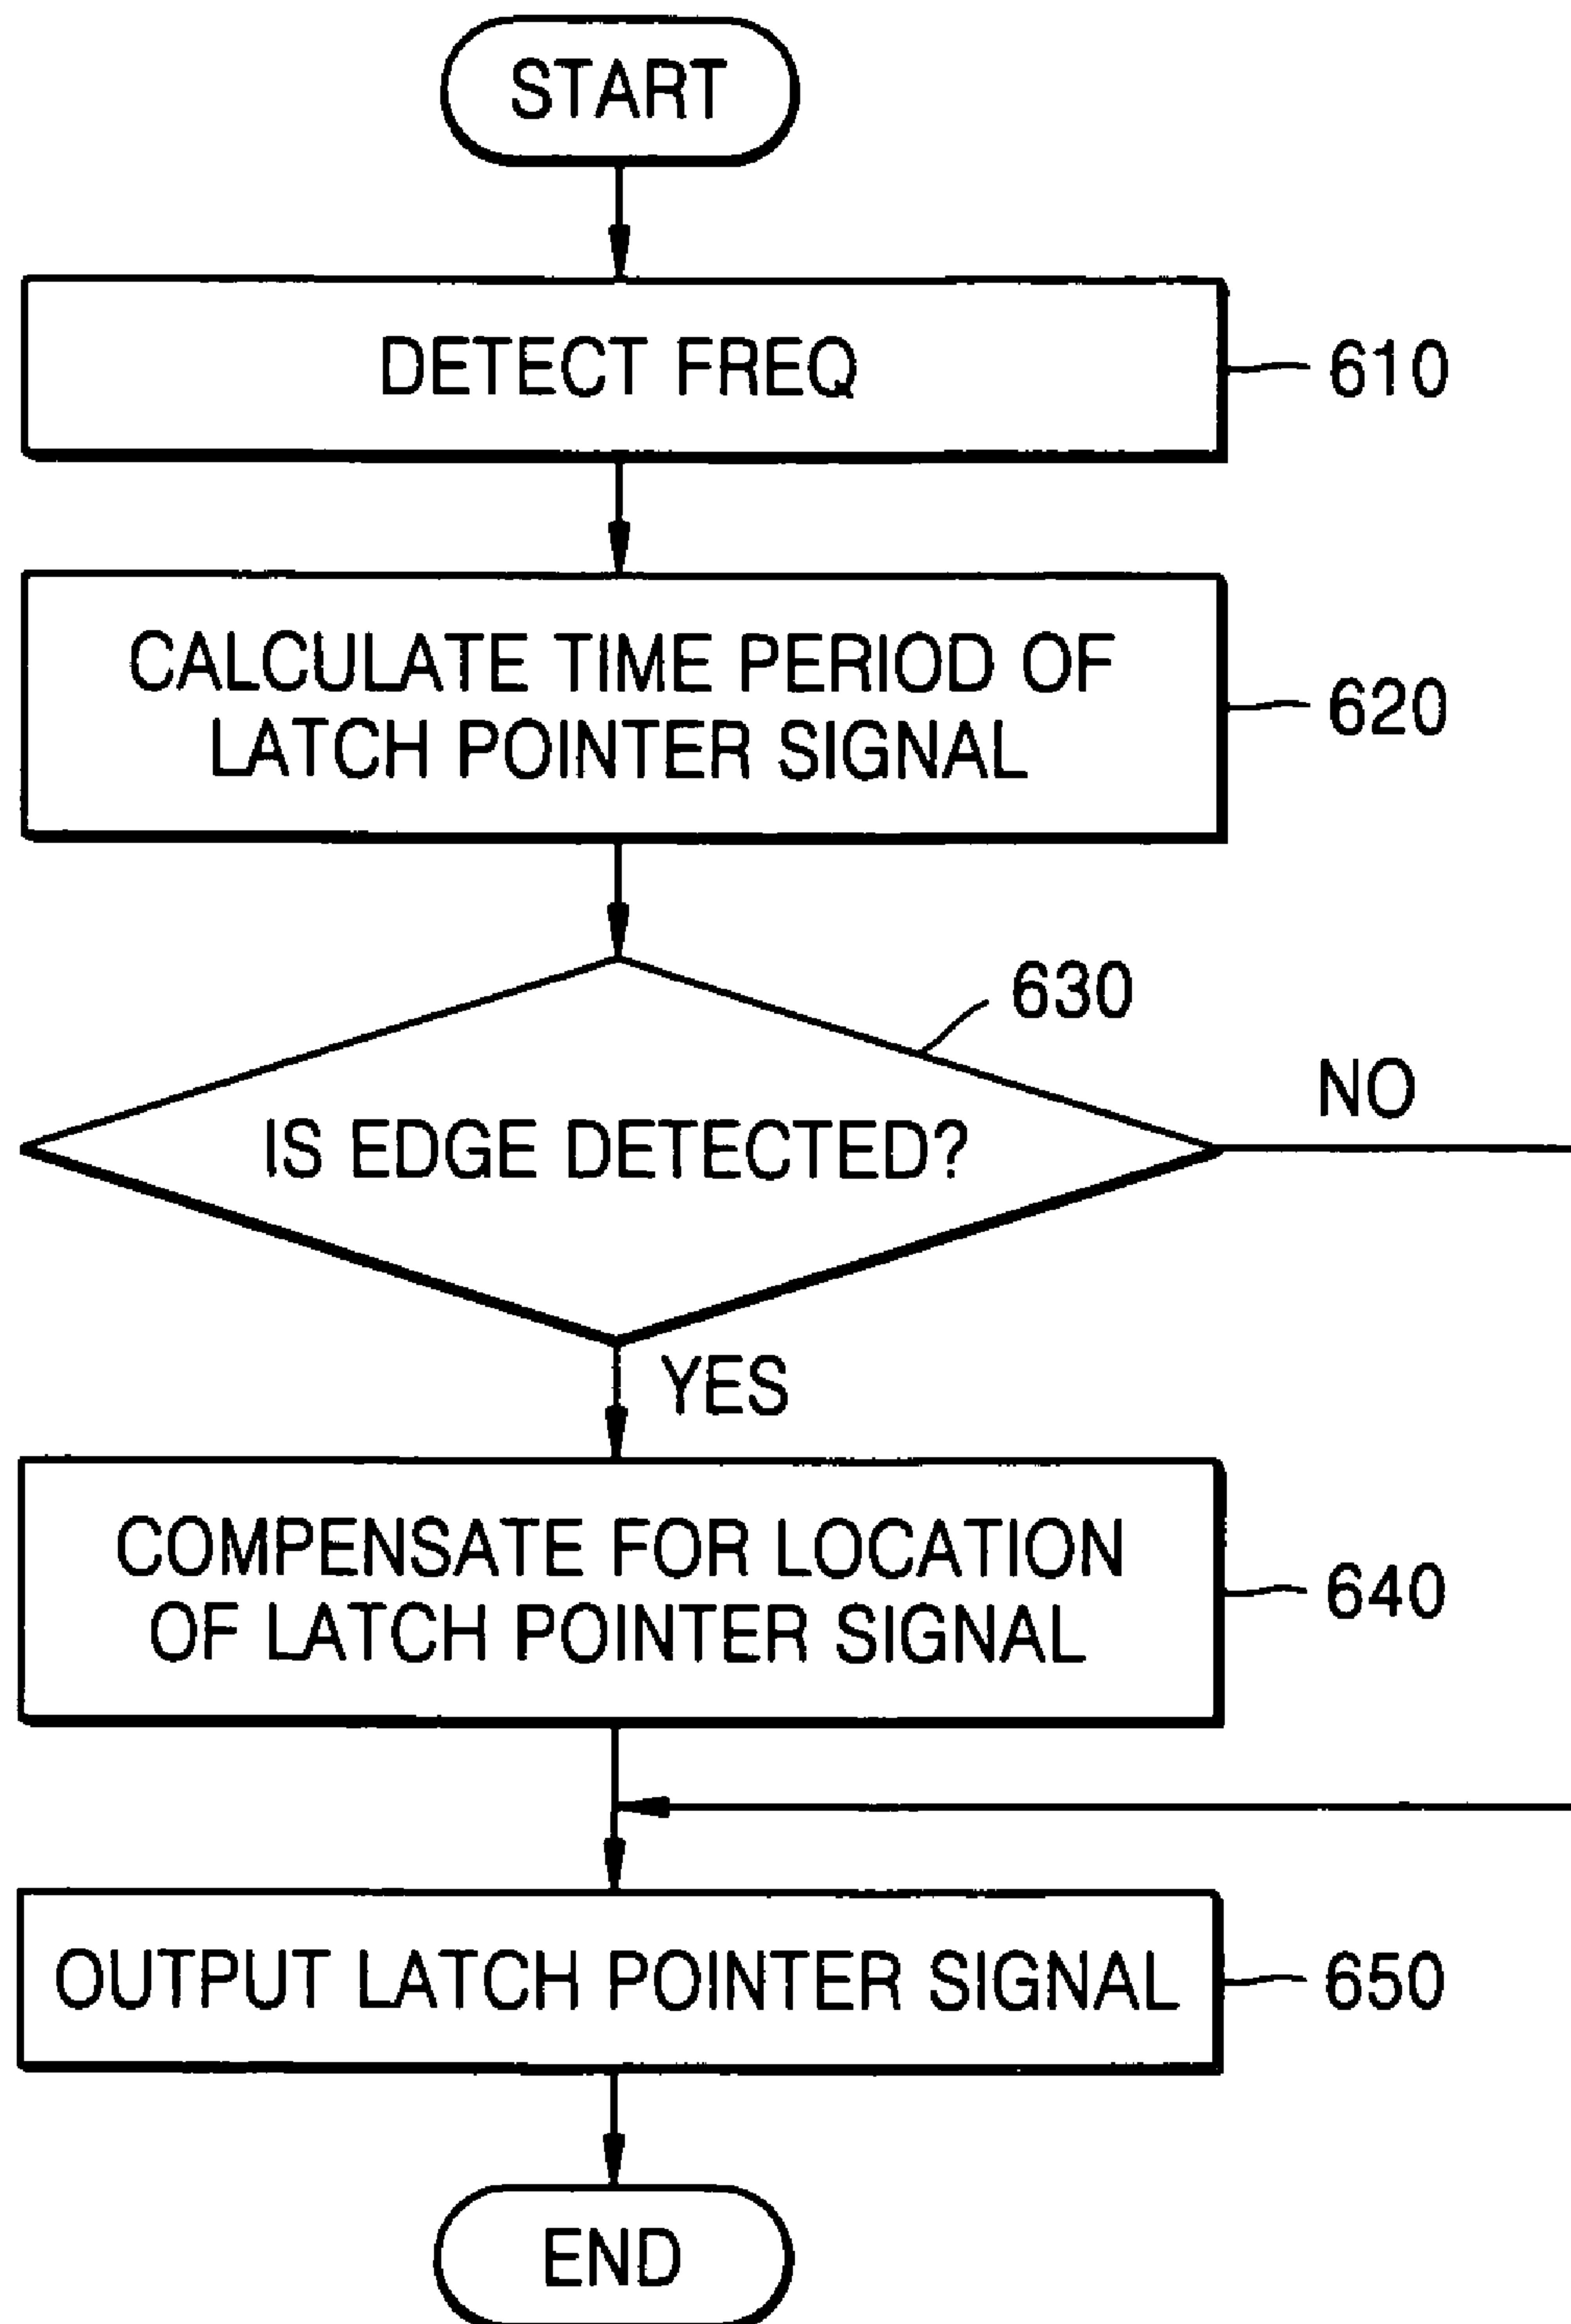 START
DETECT FREQ
610
CALCULATE TIME PERIOD OF
LATCH POINTER SIGNAL
620
630
IS EDGE DETECTED?
NO
YES
COMPENSATE FOR LOCATION
OF LATCH POINTER SIGNAL
640
OUTPUT LATCH POINTER SIGNAL
650
END